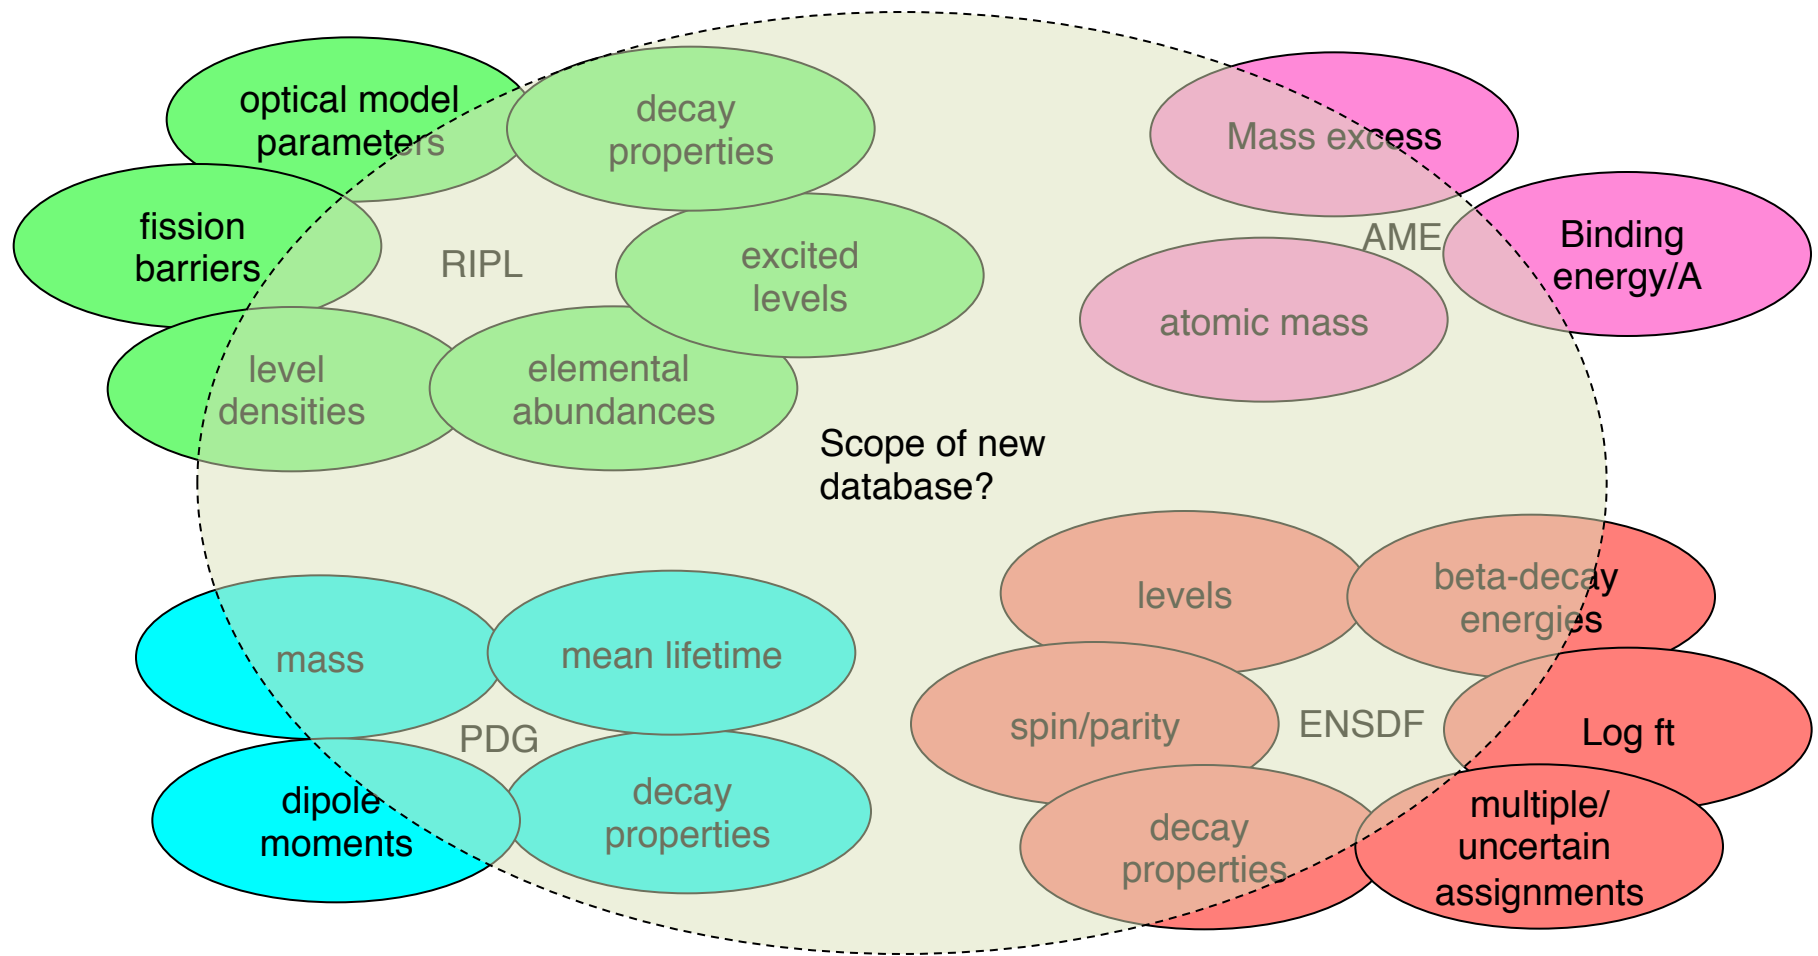 optical model
parameters
decay
properties
fission
barriers
RIPL
excited
levels
level
densities
elemental
abundances
Mass excess
AME
Binding
energy/A
atomic mass
Scope of new
database?
mass
mean lifetime
PDG
dipole
moments
decay
properties
levels
beta-decay
energies
spin/parity
ENSDF
Log ft
decay
properties
multiple/
uncertain
assignments